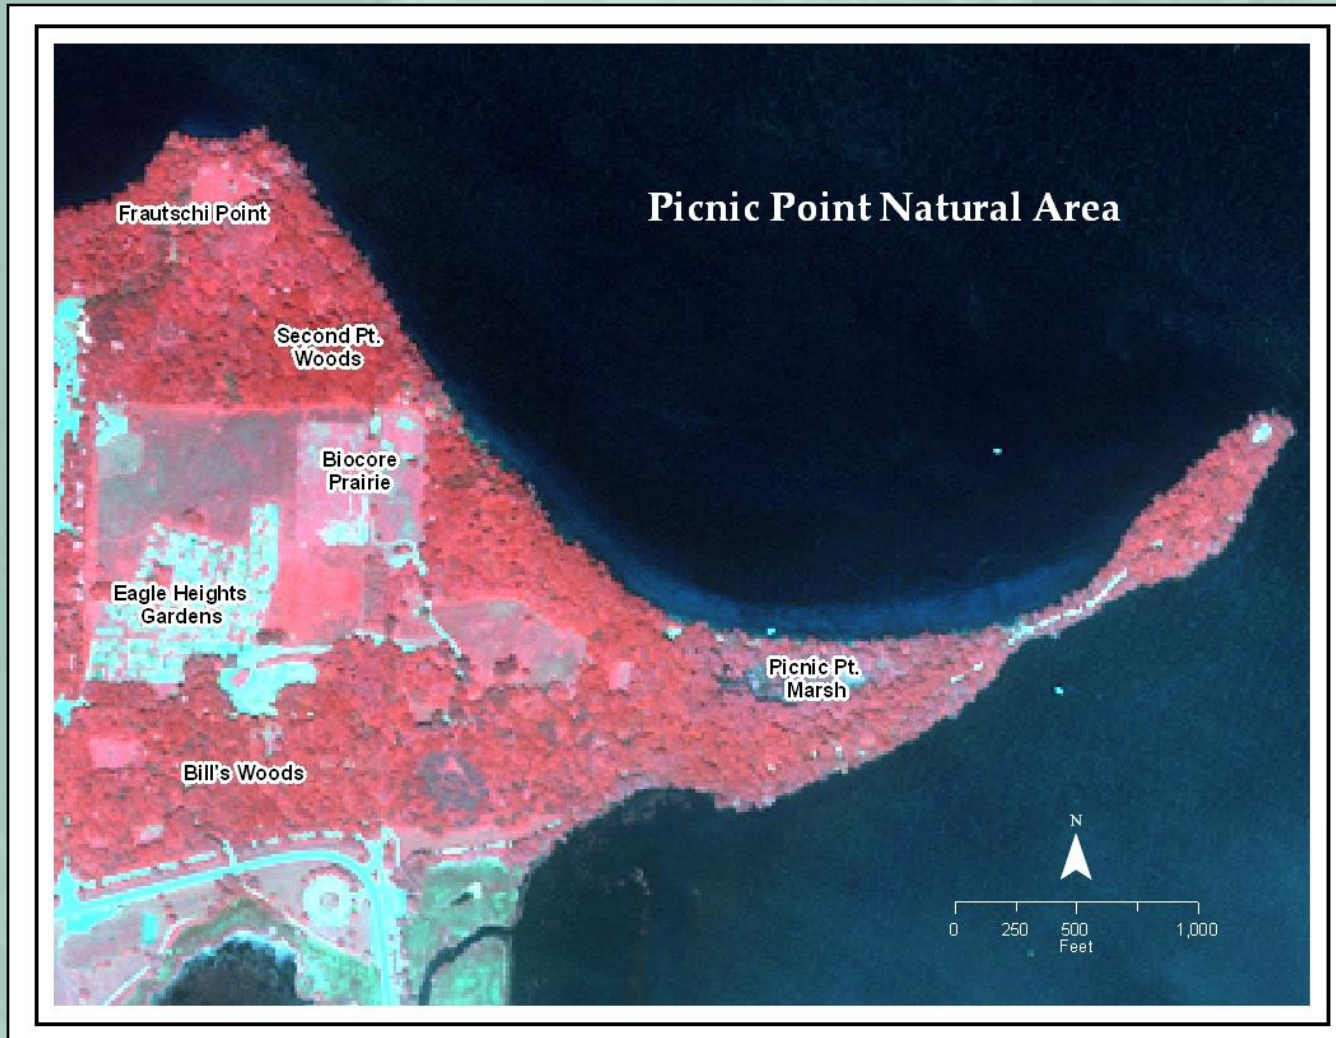 Picnic Point Natural Area
Frautschi Point
Second Pt.
Woods
Biocore
Prairie
Eagle Heights
Gardens
Picnic Pt.
Marsh
Bill's Woods
N
0 250 500 1,000
Feet